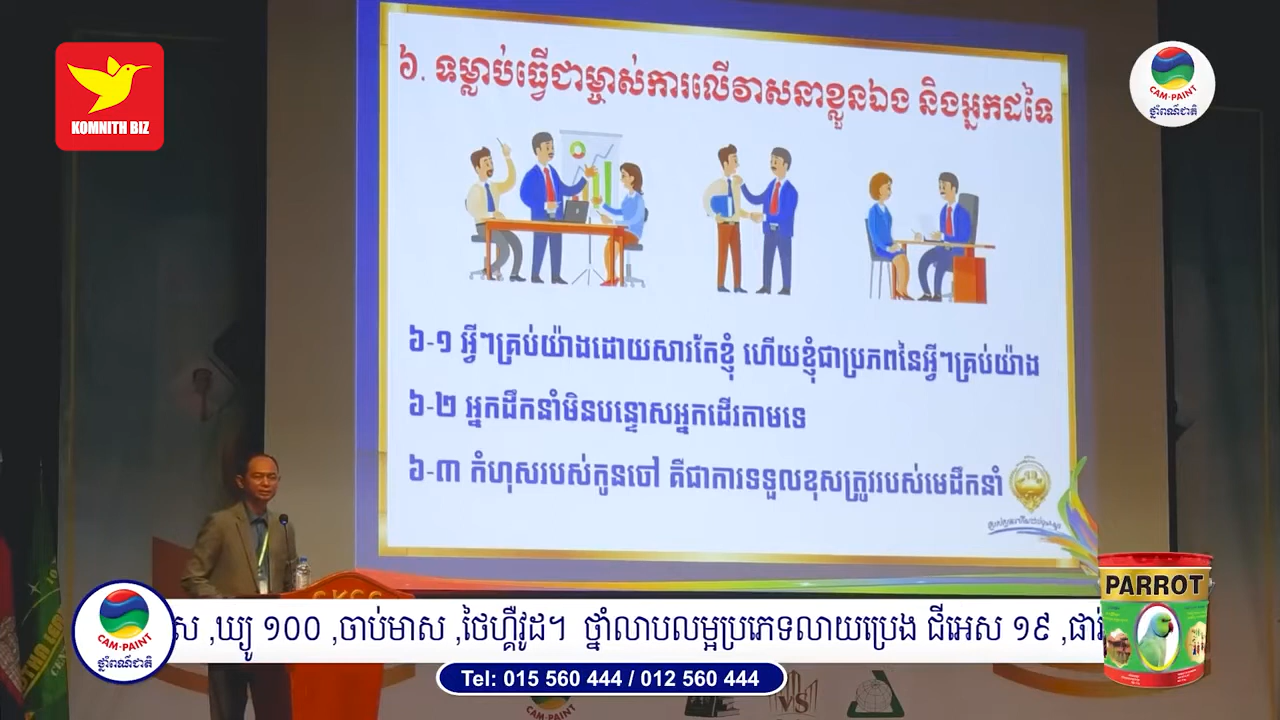 KOMNITH BIZ
CAM-PAINT
ថ្នាំពណ៌ជាតិ
៦. ទម្លាប់ធ្វើជាម្ចាស់ការលើវាសនាខ្លួនឯង និងអ្នកដទៃ
៦-១ អ្វីៗគ្រប់យ៉ាងដោយសារតែខ្ញុំ ហើយខ្ញុំជាប្រភពនៃអ្វីៗគ្រប់យ៉ាង
៦-២ អ្នកដឹកនាំមិនបន្ទោសអ្នកដើរតាមទេ
៦-៣ កំហុសរបស់កូនចៅ គឺជាការទទួលខុសត្រូវរបស់មេដឹកនាំ
PARROT
CAM-PAINT
ថ្នាំពណ៌ជាតិ
ស ,ឃ្យូ ១០០ ,ចាប់មាស ,ថៃហ្គឺវូដ។ ថ្នាំលាបលម្អប្រភេទលាយប្រេង ជីអេស ១៩ ,ផារ៉
Tel: 015 560 444 / 012 560 444
CAM-PAINT
VS